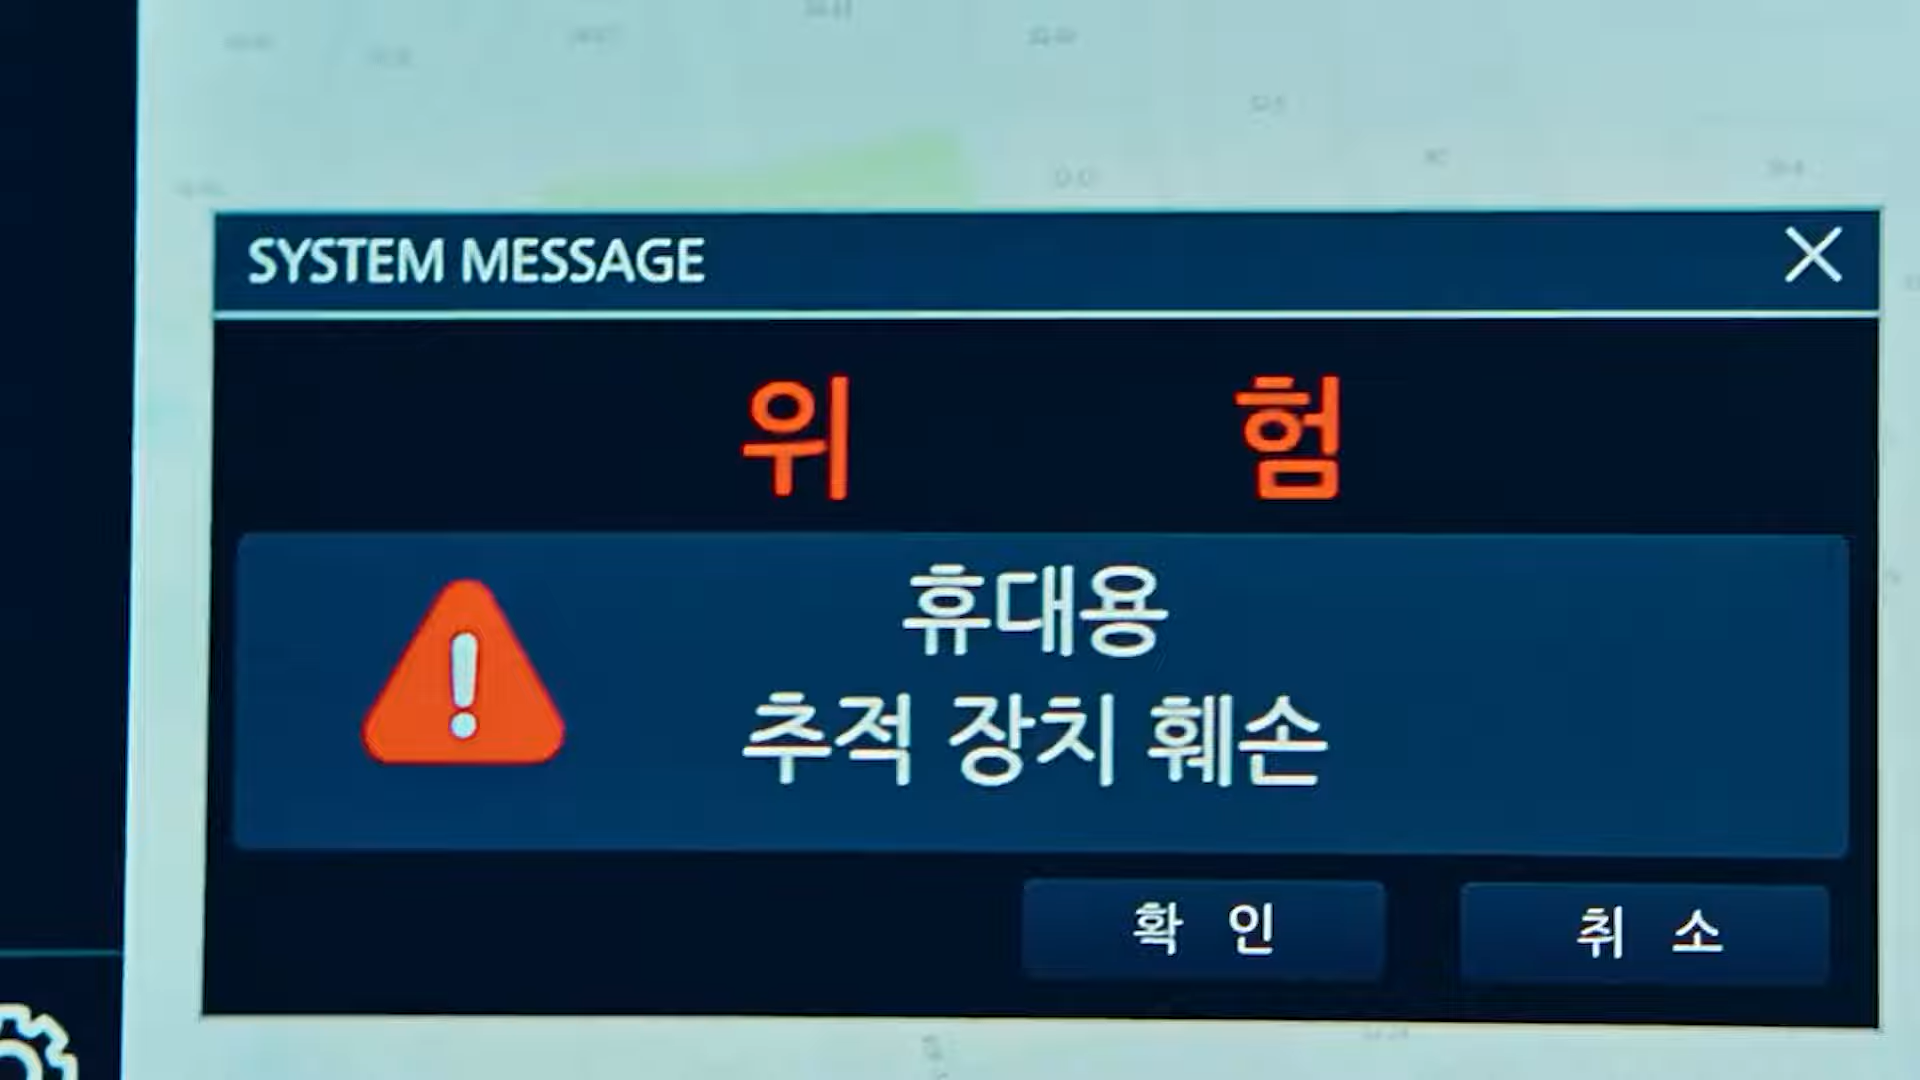 SYSTEM MESSAGE
위 험
휴대용
추적 장치 훼손
확 인
취 소